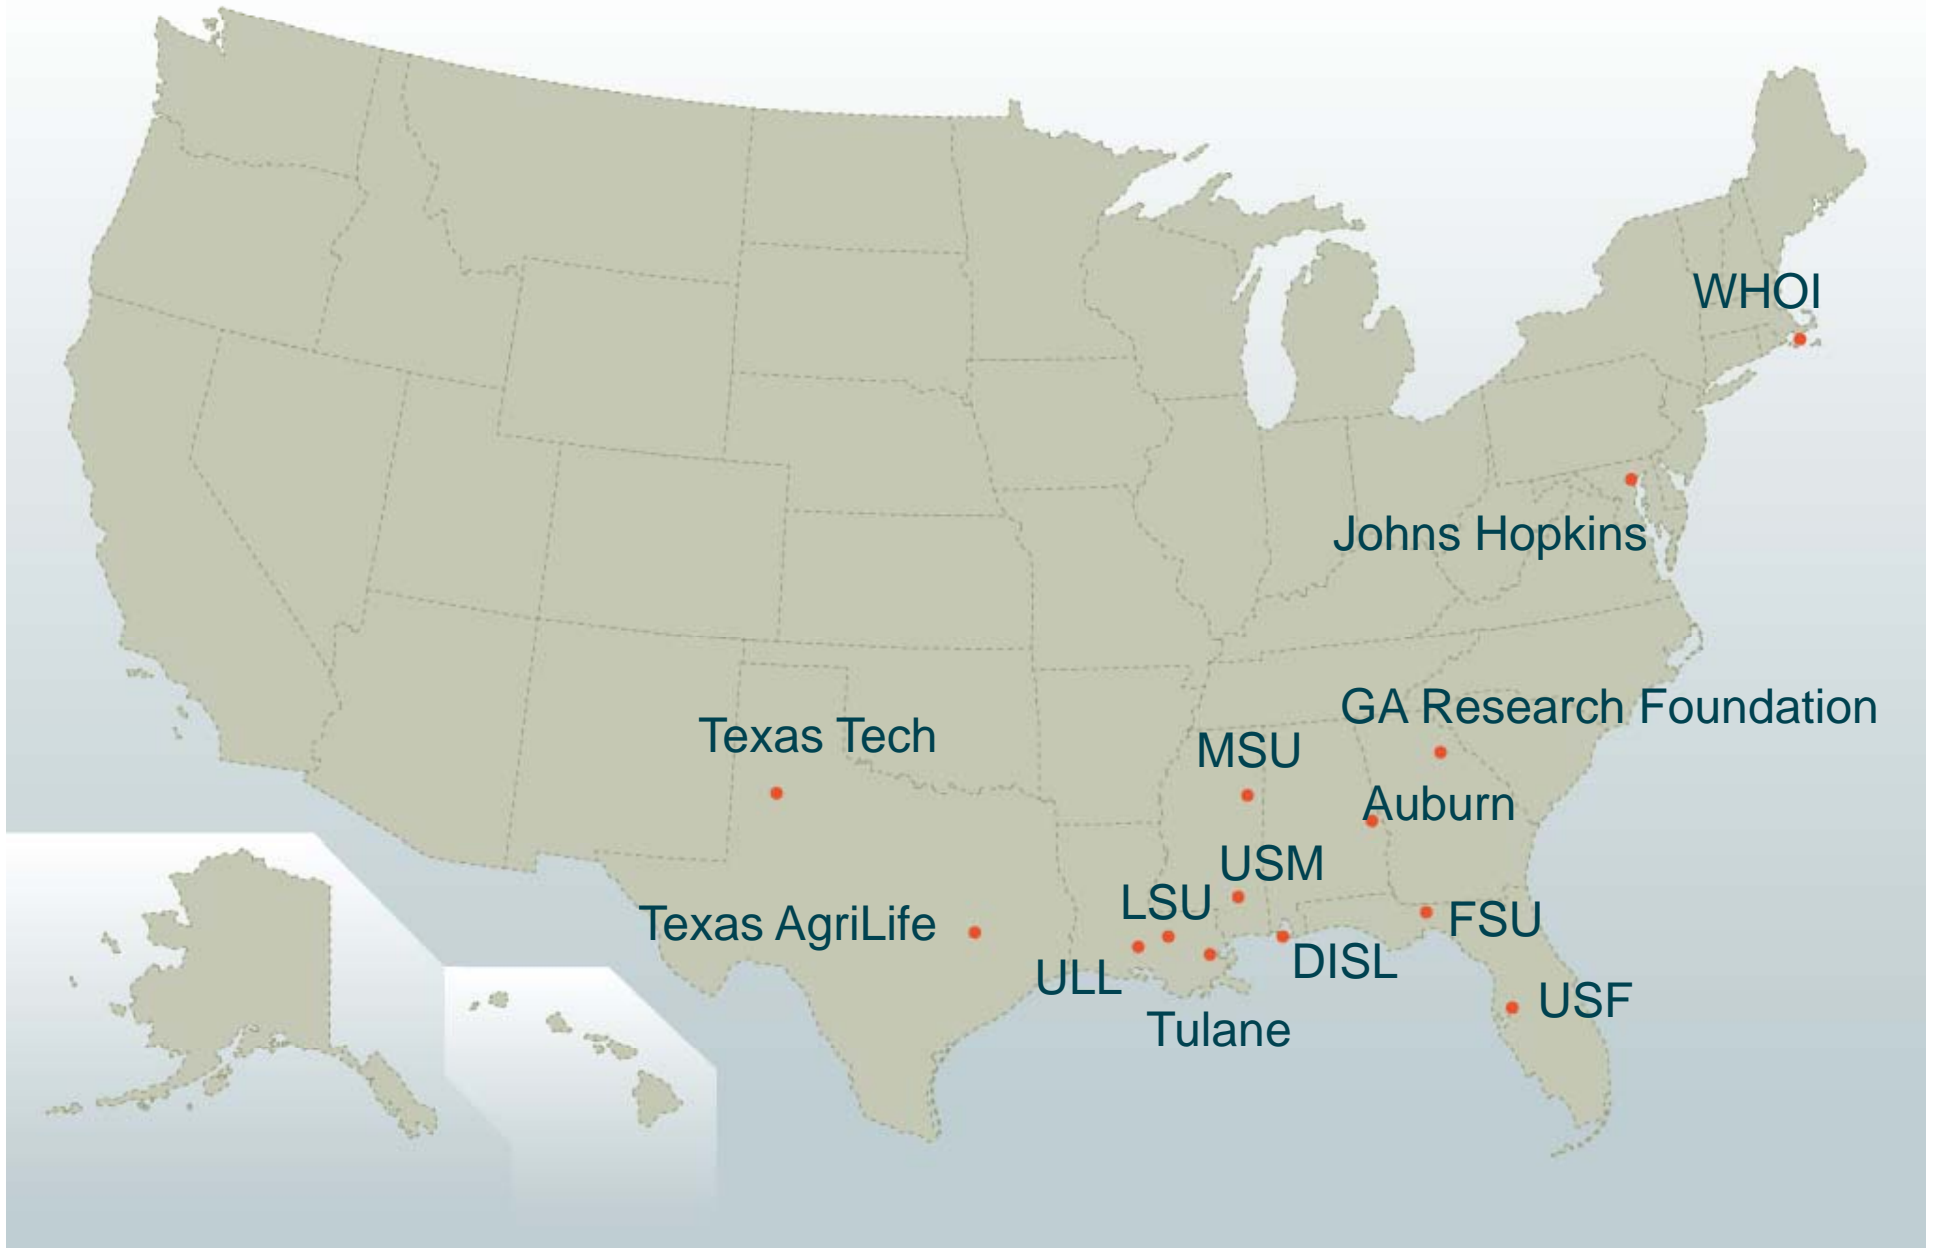 WHOI
Johns Hopkins
GA Research Foundation
Texas Tech
MSU
Auburn
USM
LSU
Texas AgriLife
FSU
DISL
ULL
USF
Tulane